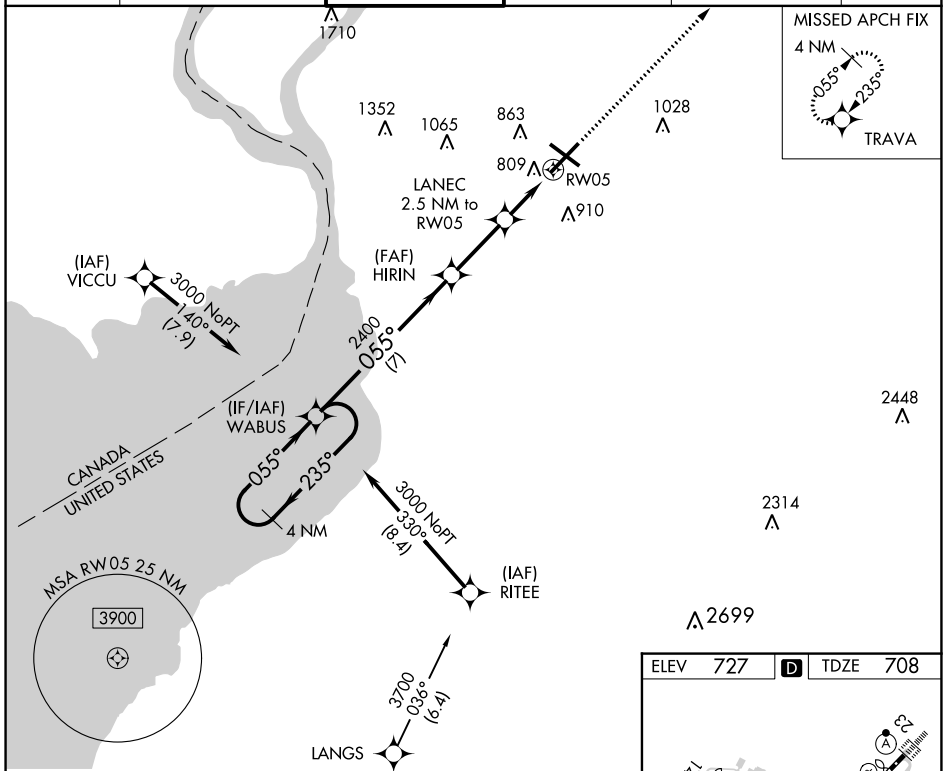 1710
MISSED APCH FIX
4 NM
055°
235°
TRAVA
1352
1065
863
1028
809
RW05
LANEC
2.5 NM to
RW05
910
(FAF)
HIRIN
(IAF)
VICCU
3000 NoPT
140°
(7.9)
2400
055°
(7)
(IF/IAF)
WABUS
055°
235°
4 NM
2448
CANADA
UNITED STATES
3000 NoPT
330°
(8.4)
2314
(IAF)
RITEE
MSA RW05 25 NM
3900
2699
3700
036°
(6.4)
LANGS
ELEV 727 D TDZE 708
23
A